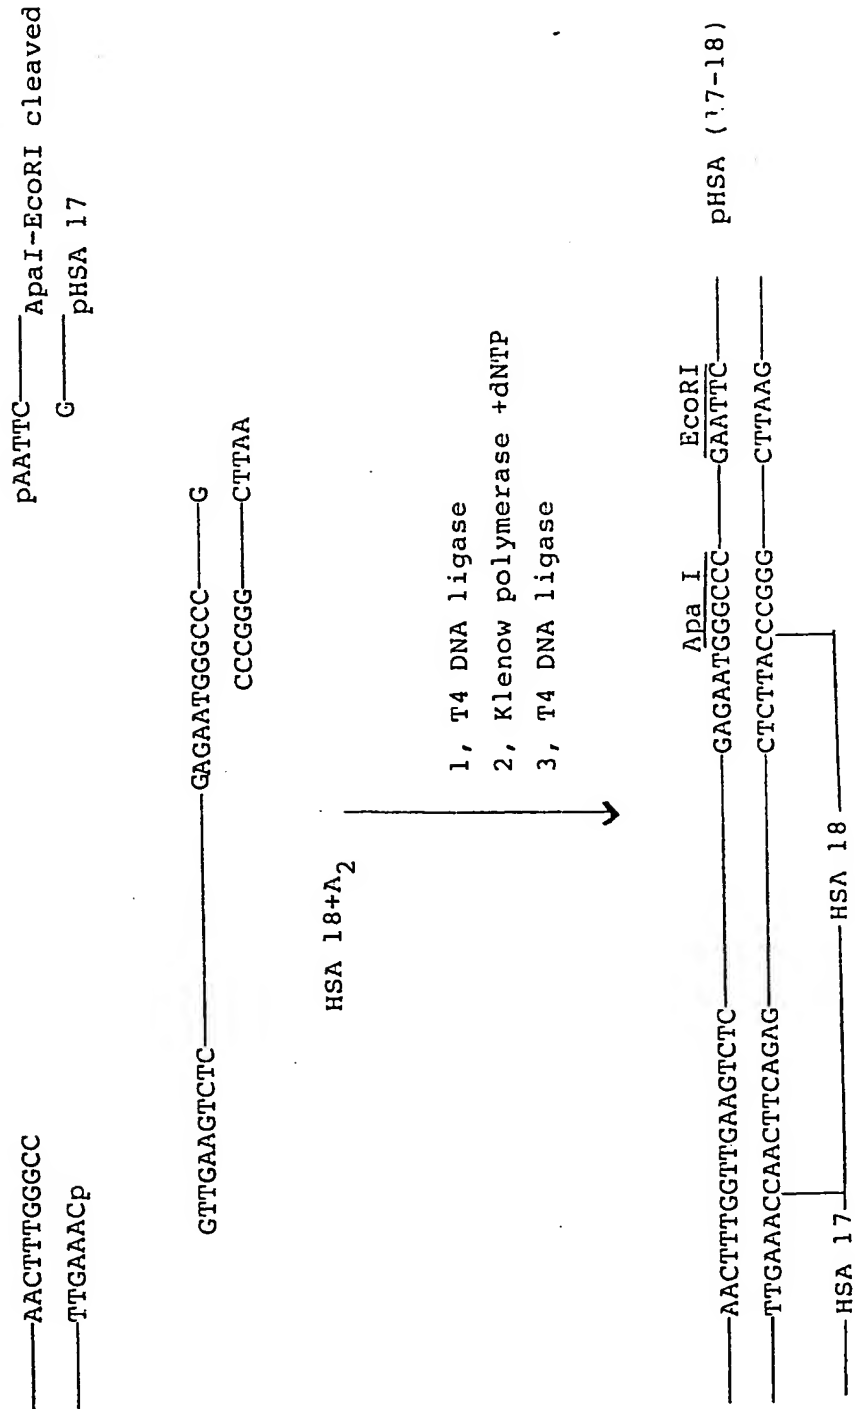 ——AACTTTGGGCC
pAATTC——ApaI-EcoRI cleaved
——TTGAAACp
G——pHSA 17
GTTGAAGTCTC——GAGAATGGGCCC——G
CCCGGG——CTTAA
HSA 18+A2
1, T4 DNA ligase
2, Klenow polymerase +dNTP
3, T4 DNA ligase
Apa I
EcoRI
——AACTTTGGTTGAAGTCTC——GAGAATGGGCCC——GAATTC——
pHSA (17-18)
——TTGAAACCAACTTCAGAG——CTCTTACCCGGG——CTTAAG——
——HSA 17——HSA 18——